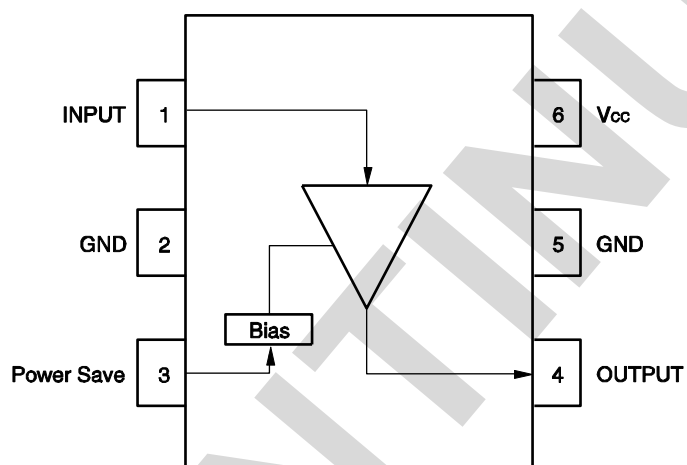 INPUT 1
6 Vcc
GND 2
5 GND
Bias
Power Save 3
4 OUTPUT